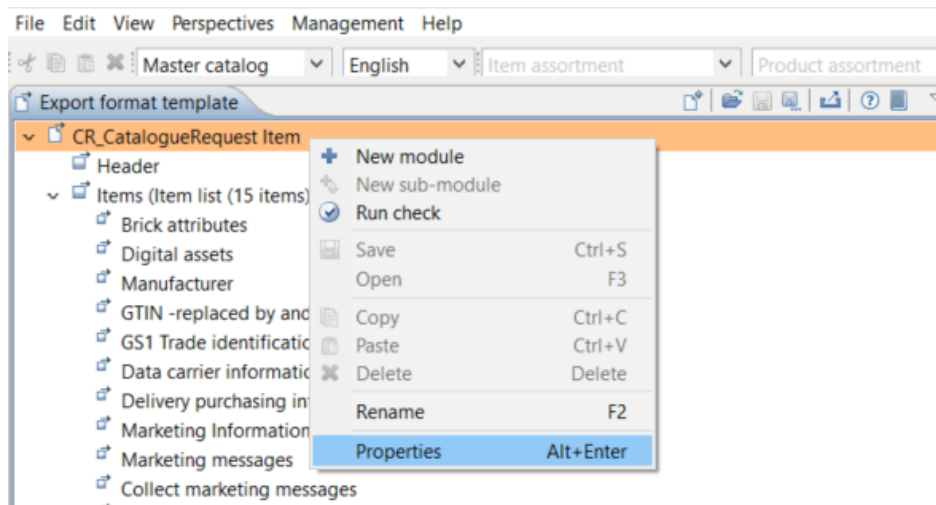 File Edit View Perspectives Management Help
Master catalog English Item assortment Product assortment
Export format template
CR_CatalogueRequest Item
Header
Items (Item list (15 items)
Brick attributes
Digital assets
Manufacturer
GTIN -replaced by and
GS1 Trade identificatio
Data carrier informatio
Delivery purchasing in
Marketing Information
Marketing messages
Collect marketing messages
New module
New sub-module
Run check
Save Ctrl+S
Open F3
Copy Ctrl+C
Paste Ctrl+V
Delete Delete
Rename F2
Properties Alt+Enter